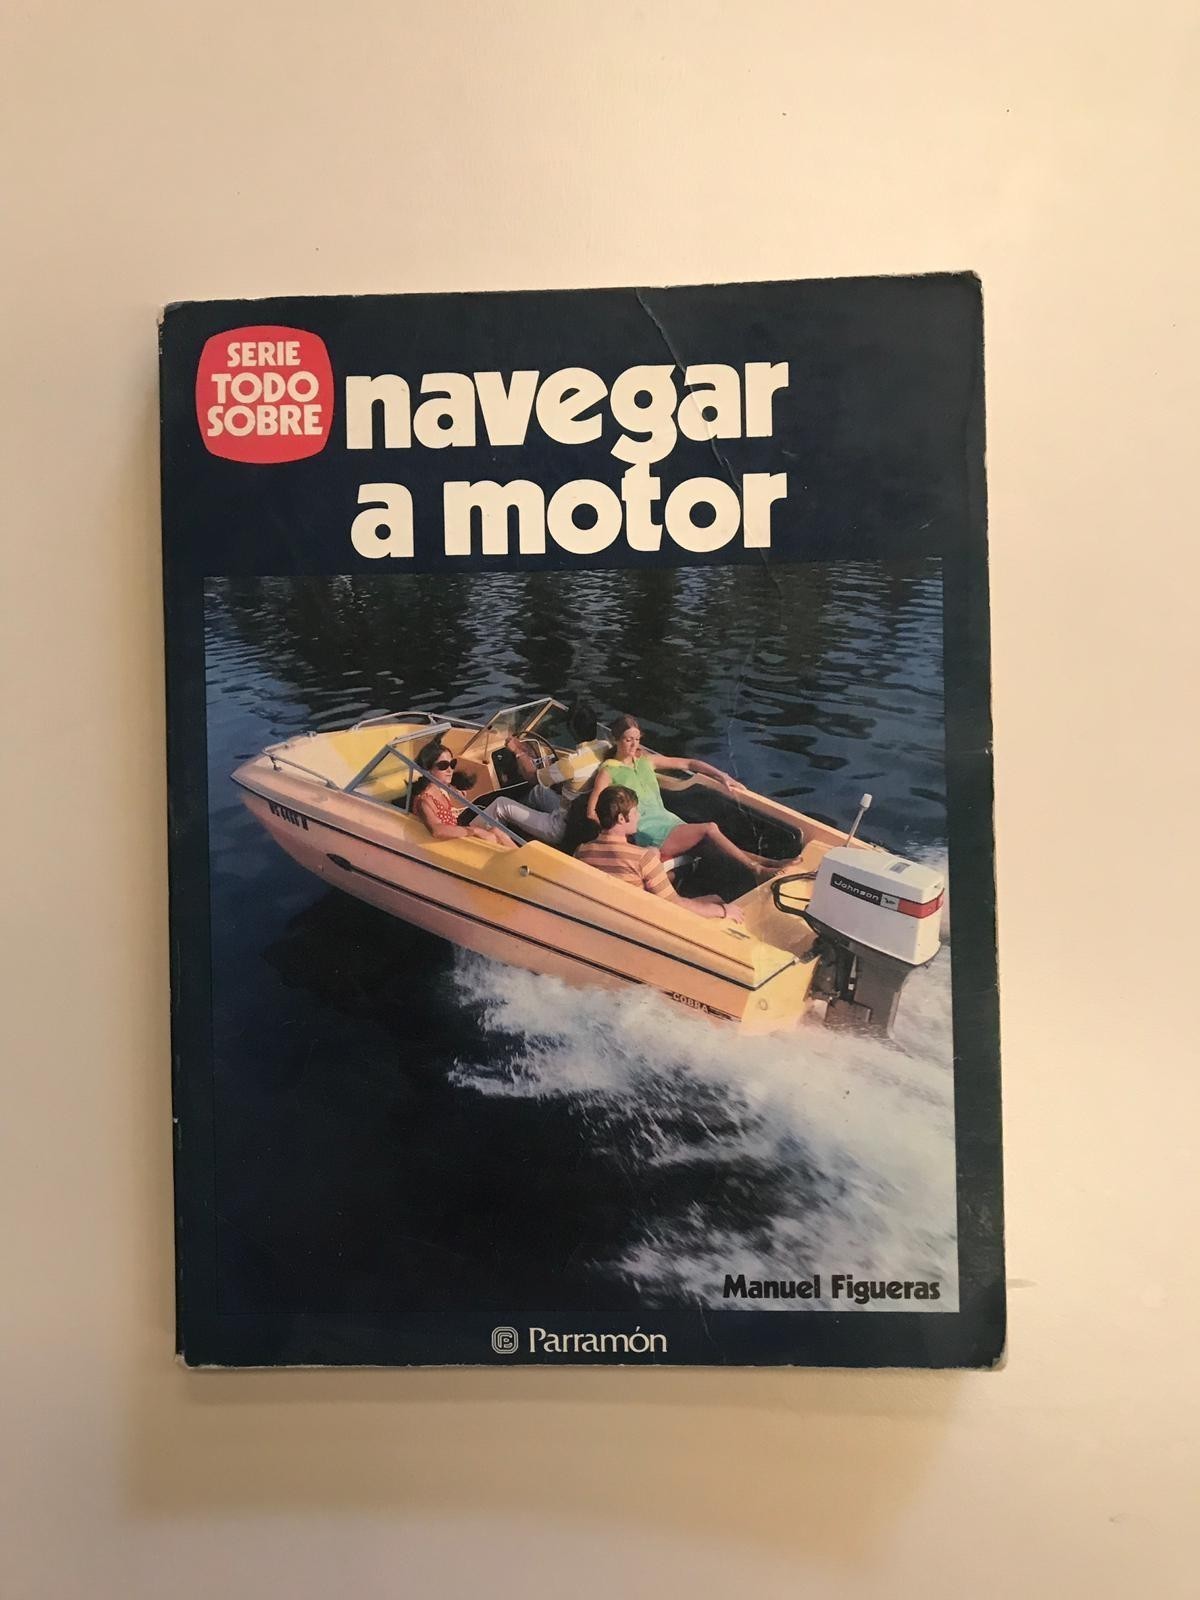 SERIE
TODO
SOBRE
navegar
a motor
Johnson
COBRA
Manuel Figueras
Parramón